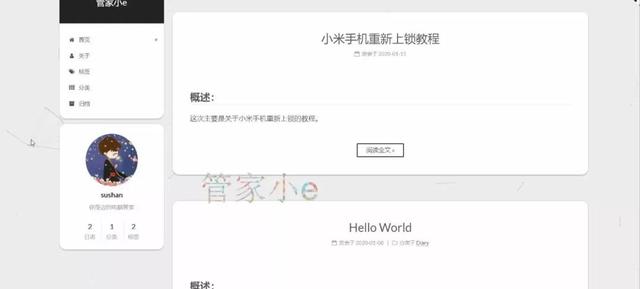 管家小e
首页
关于
标签
分类
归档
sushan
2 1 2
日志 分类 标签
小米手机重新上锁教程
发表于 2020-01-11
概述：
这次主要是关于小米手机重新上锁的教程。
阅读全文 »
管家小e
Hello World
发表于 2020-01-08 | 分类于 Diary
概述：